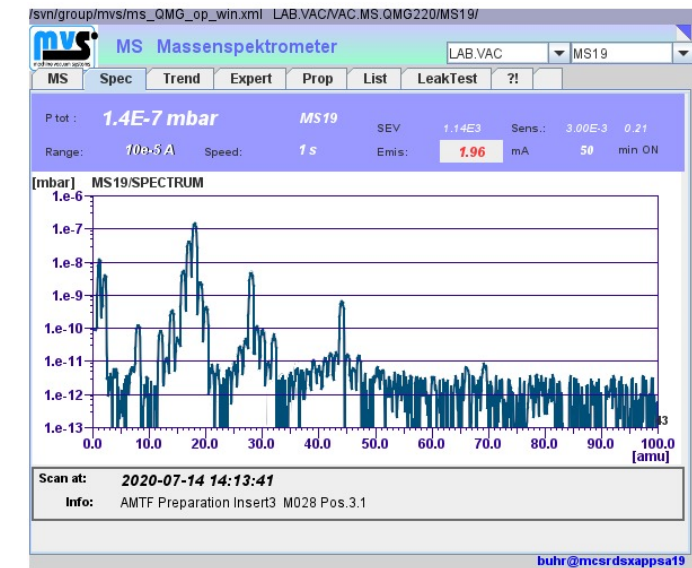 /svn/group/mvs/ms_QMG_op_win.xml LAB.VAC/VAC.MS.QMG220/MS19/
mvs
MS Massenspektrometer
LAB.VAC MS19
MS Spec Trend Expert Prop List LeakTest ?!
P tot : 1.4E-7 mbar MS19 SEV 1.14E3 Sens.: 3.00E-3 0.21
Range: 10e-5 A Speed: 1 s Emis: 1.96 mA 50 min ON
[mbar] MS19/SPECTRUM
1.e-6
1.e-7
1.e-8
1.e-9
1.e-10
1.e-11
1.e-12
1.e-13
0.0 10.0 20.0 30.0 40.0 50.0 60.0 70.0 80.0 90.0 100.0
[amu]
Scan at: 2020-07-14 14:13:41
Info: AMTF Preparation Insert3 M028 Pos.3.1
buhr@mcsrdsxappsa19